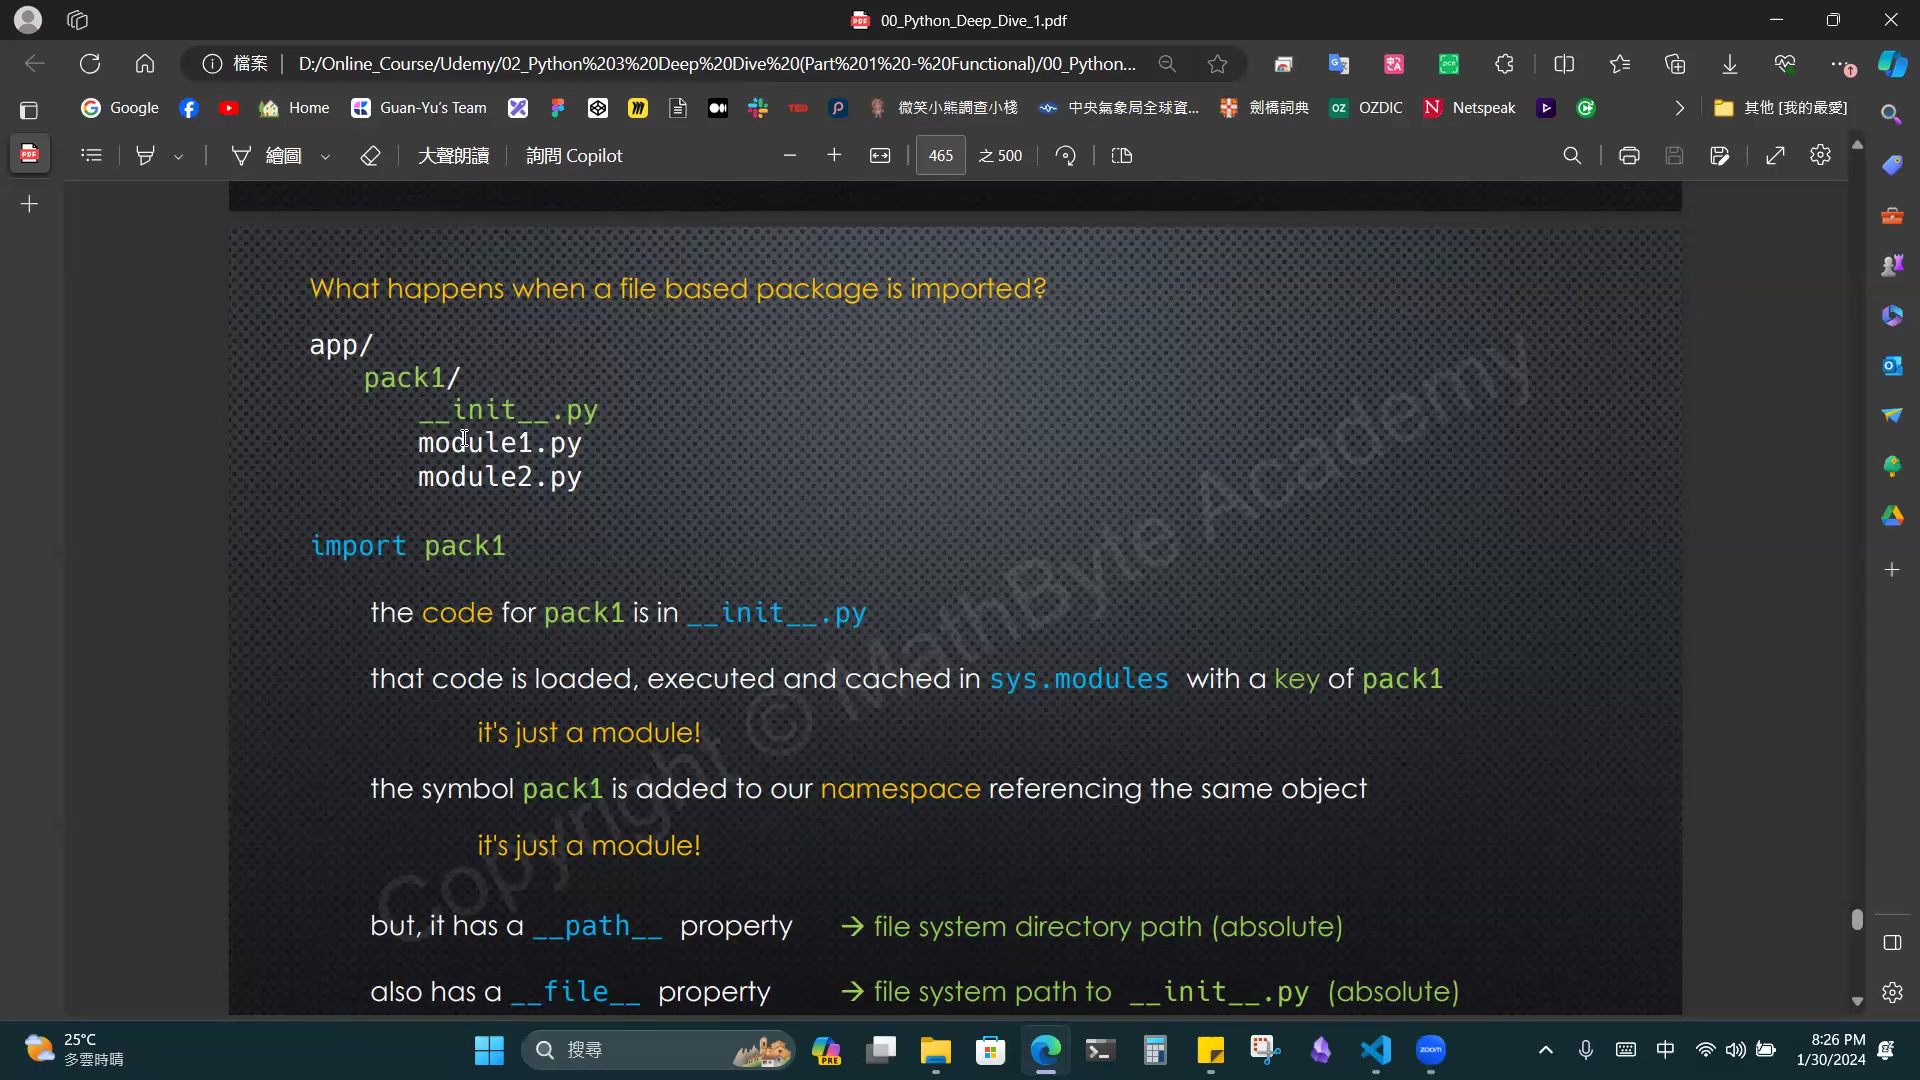 00_Python_Deep_Dive_1.pdf
檔案
D:/Online_Course/Udemy/02_Python%203%20Deep%20Dive%20(Part%201%20-%20Functional)/00_Python...
Google
Home
Guan-Yu's Team
TED
微笑小熊調查小棧
中央氣象局全球資...
劍橋詞典
OZ
OZDIC
Netspeak
其他 [我的最愛]
繪圖
大聲朗讀
詢問 Copilot
465
之 500
What happens when a file based package is imported?
app/
pack1/
__init__.py
module1.py
module2.py
import pack1
the code for pack1 is in __init__.py
that code is loaded, executed and cached in sys.modules with a key of pack1
it's just a module!
the symbol pack1 is added to our namespace referencing the same object
it's just a module!
but, it has a __path__ property → file system directory path (absolute)
also has a __file__ property → file system path to __init__.py (absolute)
Copyright © MathByte Academy
25°C
多雲時晴
搜尋
PRE
zoom
中
8:26 PM
1/30/2024